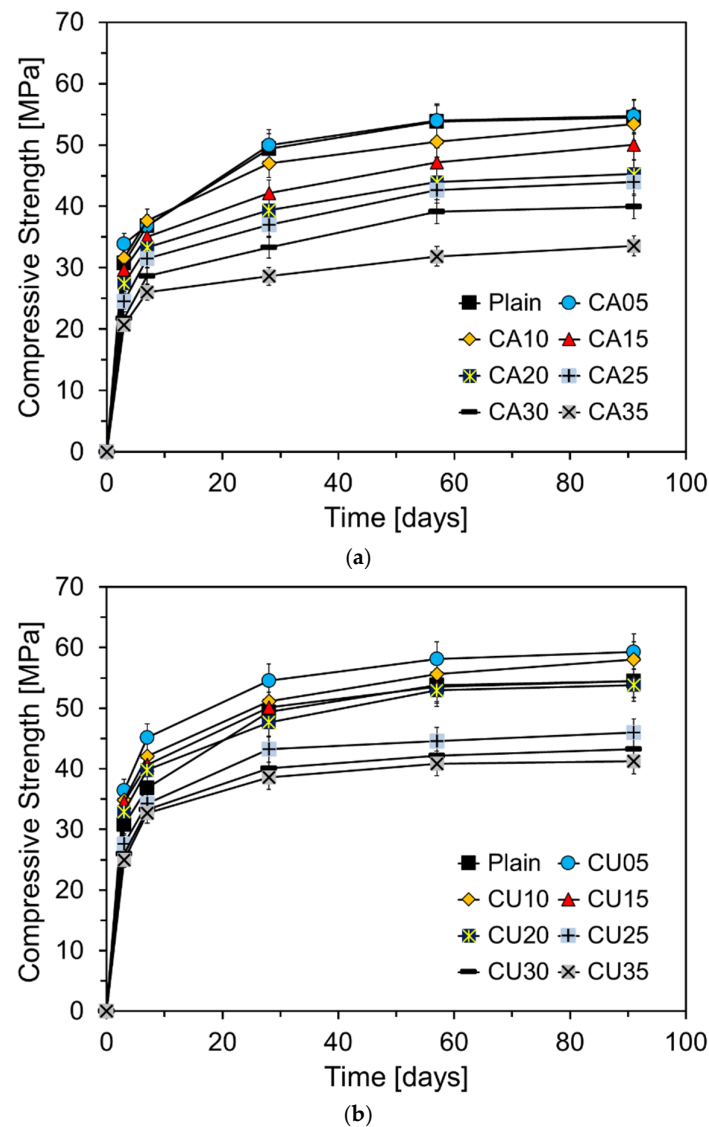 70
60
50
40
30
20
10
0
Compressive Strength [MPa]
Plain CA05
CA10 CA15
CA20 CA25
CA30 CA35
0 20 40 60 80 100
Time [days]
(a)
70
60
50
40
30
20
10
0
Compressive Strength [MPa]
Plain CU05
CU10 CU15
CU20 CU25
CU30 CU35
0 20 40 60 80 100
Time [days]
(b)